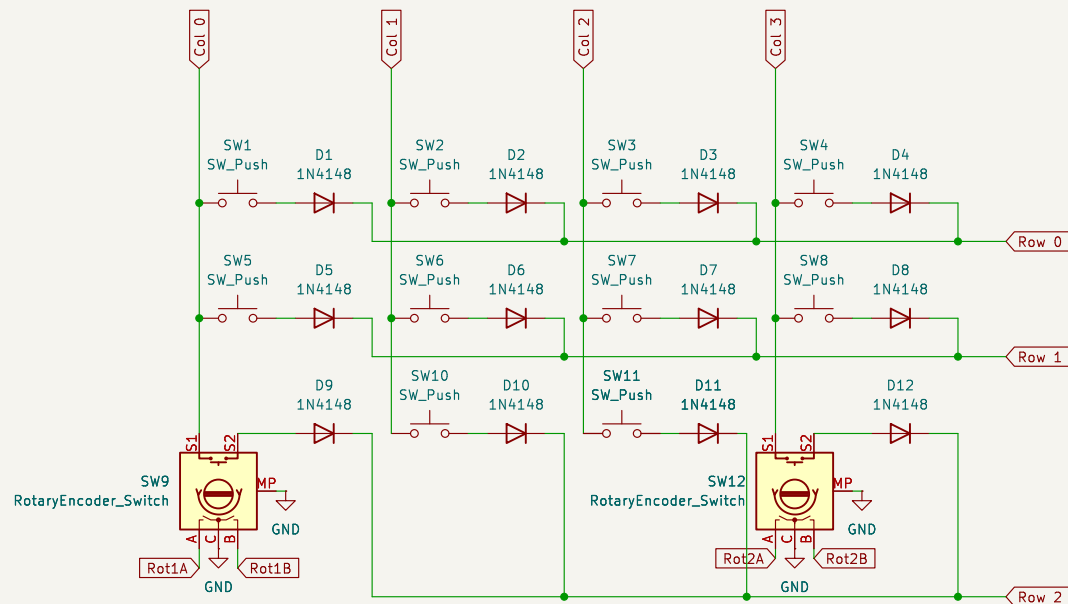 Col 0
Col 1
Col 2
Col 3
SW1
SW_Push
D1
1N4148
SW2
SW_Push
D2
1N4148
SW3
SW_Push
D3
1N4148
SW4
SW_Push
D4
1N4148
Row 0
SW5
SW_Push
D5
1N4148
SW6
SW_Push
D6
1N4148
SW7
SW_Push
D7
1N4148
SW8
SW_Push
D8
1N4148
Row 1
D9
1N4148
SW10
SW_Push
D10
1N4148
SW11
SW_Push
D11
1N4148
D12
1N4148
S1
S2
SW9
RotaryEncoder_Switch
MP
GND
A
C
B
Rot1A
Rot1B
GND
S1
S2
SW12
RotaryEncoder_Switch
MP
GND
A
C
B
Rot2A
Rot2B
GND
Row 2